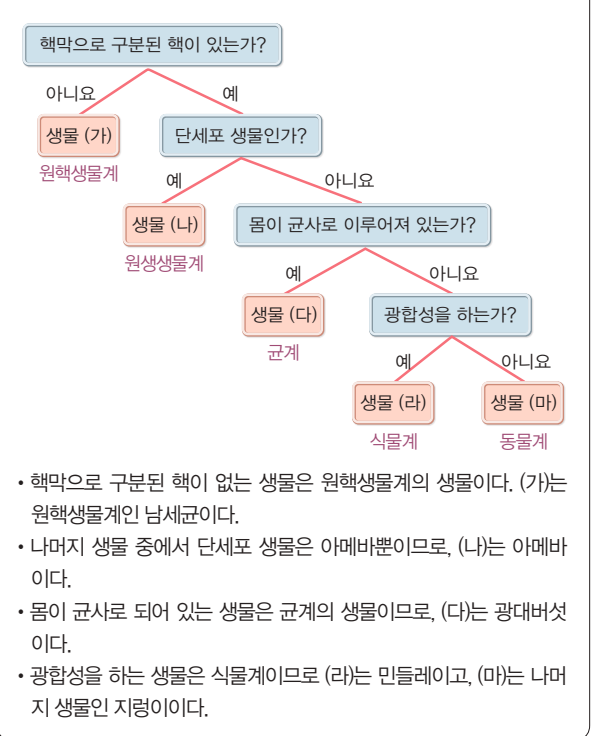 핵막으로 구분된 핵이 있는가?
아니요
예
생물 (가)
단세포 생물인가?
원핵생물계
예
아니요
생물 (나)
몸이 균사로 이루어져 있는가?
원생생물계
예
아니요
생물 (다)
광합성을 하는가?
균계
예
아니요
생물 (라)
생물 (마)
식물계
동물계
• 핵막으로 구분된 핵이 없는 생물은 원핵생물계의 생물이다. (가)는
원핵생물계인 남세균이다.
• 나머지 생물 중에서 단세포 생물은 아메바뿐이므로, (나)는 아메바
이다.
• 몸이 균사로 되어 있는 생물은 균계의 생물이므로, (다)는 광대버섯
이다.
• 광합성을 하는 생물은 식물계이므로 (라)는 민들레이고, (마)는 나머
지 생물인 지렁이이다.